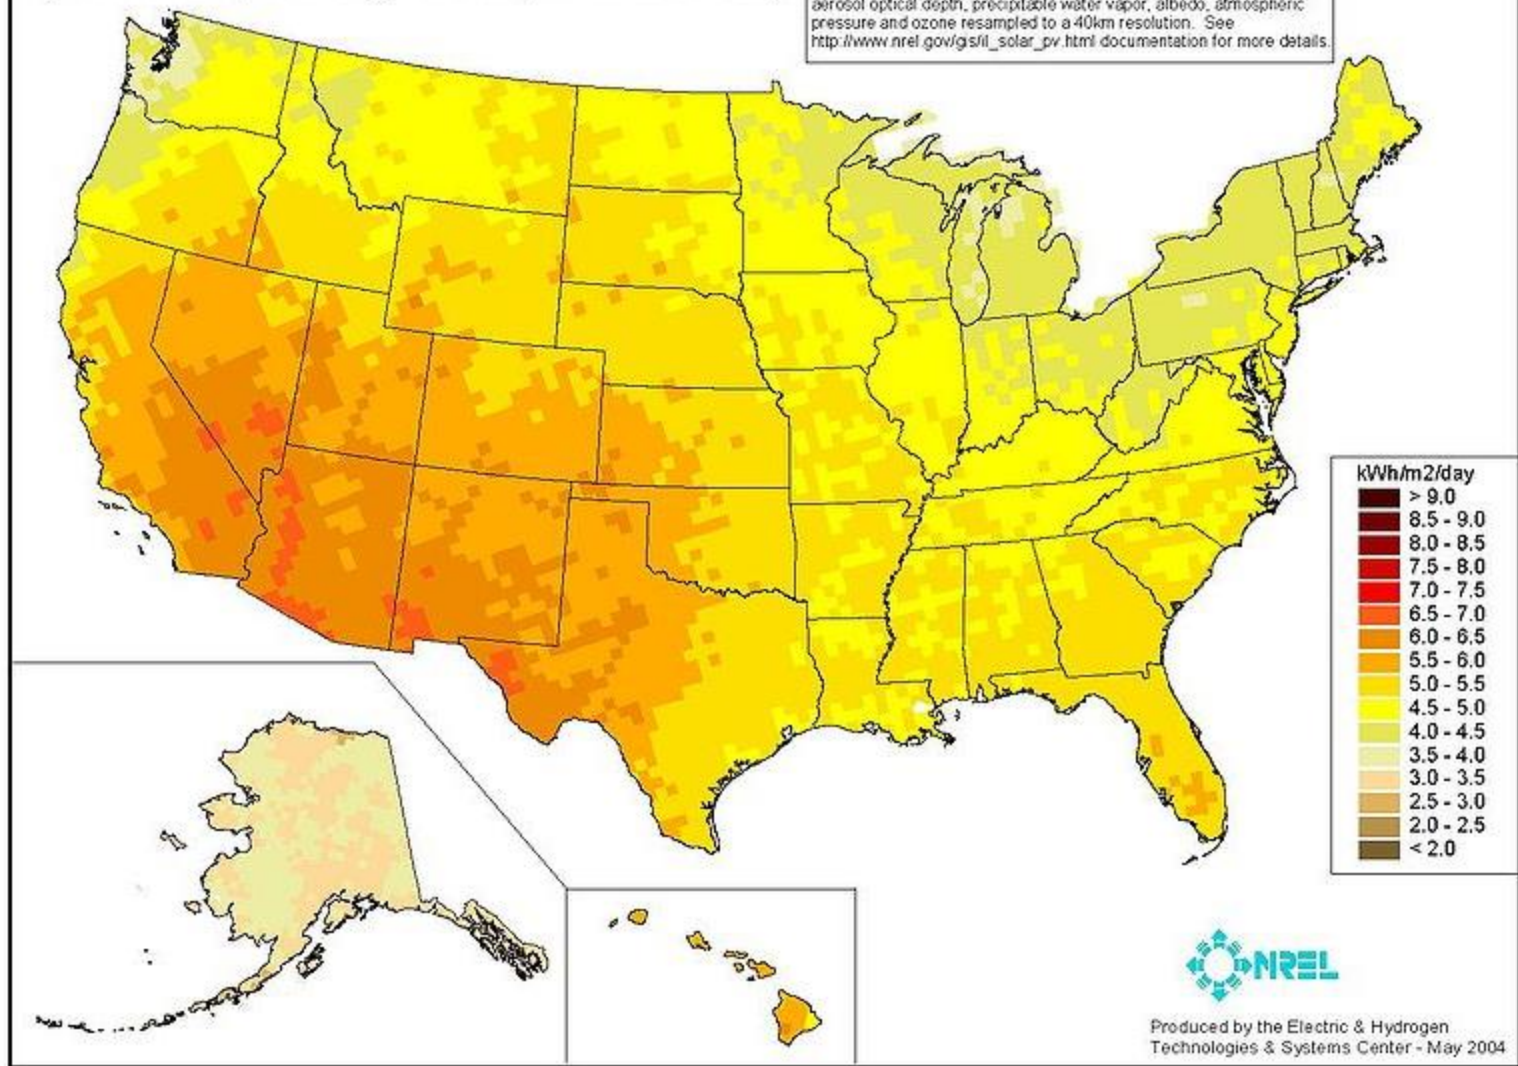 aerosol optical depth, precipitable water vapor, albedo, atmospheric
pressure and ozone resampled to a 40km resolution. See
http://www.nrel.gov/gis/il_solar_pv.html documentation for more details.
kWh/m2/day
> 9.0
8.5 - 9.0
8.0 - 8.5
7.5 - 8.0
7.0 - 7.5
6.5 - 7.0
6.0 - 6.5
5.5 - 6.0
5.0 - 5.5
4.5 - 5.0
4.0 - 4.5
3.5 - 4.0
3.0 - 3.5
2.5 - 3.0
2.0 - 2.5
< 2.0
NREL
Produced by the Electric & Hydrogen
Technologies & Systems Center - May 2004